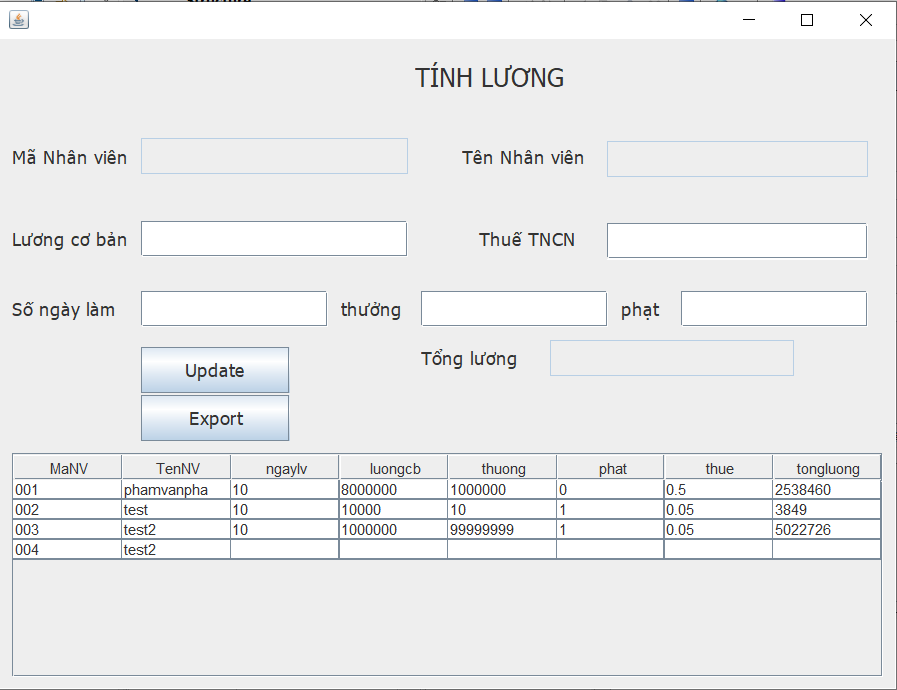 TÍNH LƯƠNG
Mã Nhân viên Tên Nhân viên
Lương cơ bản Thuế TNCN
Số ngày làm thưởng phạt
Update Tổng lương
Export
MaNV TenNV ngaylv luongcb thuong phat thue tongluong
001 phamvanpha 10 8000000 1000000 0 0.5 2538460
002 test 10 10000 10 1 0.05 3849
003 test2 10 1000000 99999999 1 0.05 5022726
004 test2